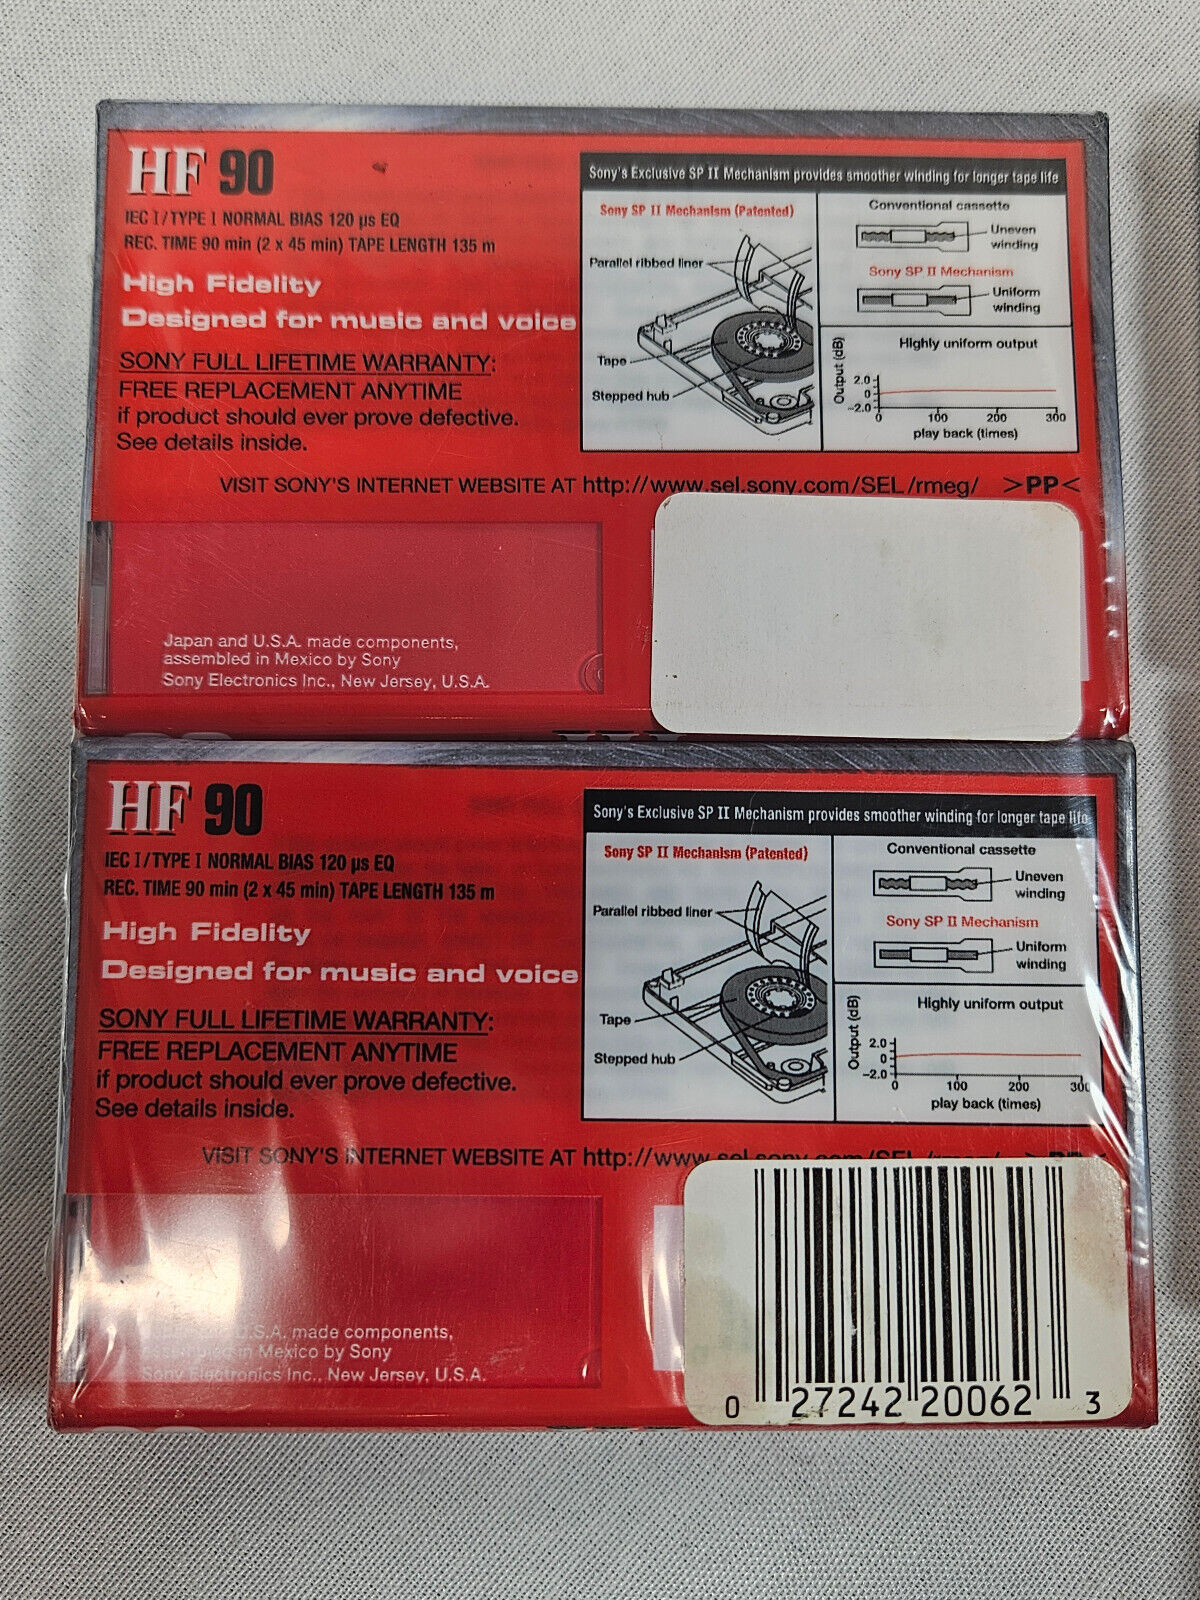 HF 90
IEC I/TYPE I NORMAL BIAS 120 µs EQ
REC. TIME 90 min (2 x 45 min) TAPE LENGTH 135 m
High Fidelity
Designed for music and voice
SONY FULL LIFETIME WARRANTY:
FREE REPLACEMENT ANYTIME
if product should ever prove defective.
See details inside.
Sony's Exclusive SP II Mechanism provides smoother winding for longer tape life
Sony SP II Mechanism (Patented)
Parallel ribbed liner
Tape
Stepped hub
Conventional cassette
Uneven
winding
Sony SP II Mechanism
Uniform
winding
Highly uniform output
Output (dB)
2.0
0
–2.0
0 100 200 300
play back (times)
VISIT SONY'S INTERNET WEBSITE AT http://www.sel.sony.com/SEL/rmeg/ >PP<
Japan and U.S.A. made components,
assembled in Mexico by Sony
Sony Electronics Inc., New Jersey, U.S.A.
HF 90
IEC I/TYPE I NORMAL BIAS 120 µs EQ
REC. TIME 90 min (2 x 45 min) TAPE LENGTH 135 m
High Fidelity
Designed for music and voice
SONY FULL LIFETIME WARRANTY:
FREE REPLACEMENT ANYTIME
if product should ever prove defective.
See details inside.
Sony's Exclusive SP II Mechanism provides smoother winding for longer tape life
Sony SP II Mechanism (Patented)
Parallel ribbed liner
Tape
Stepped hub
Conventional cassette
Uneven
winding
Sony SP II Mechanism
Uniform
winding
Highly uniform output
Output (dB)
2.0
0
–2.0
0 100 200 300
play back (times)
VISIT SONY'S INTERNET WEBSITE AT http://www.sel.sony.com/SEL
U.S.A. made components,
in Mexico by Sony
Sony Electronics Inc., New Jersey, U.S.A.
0 27242 20062 3